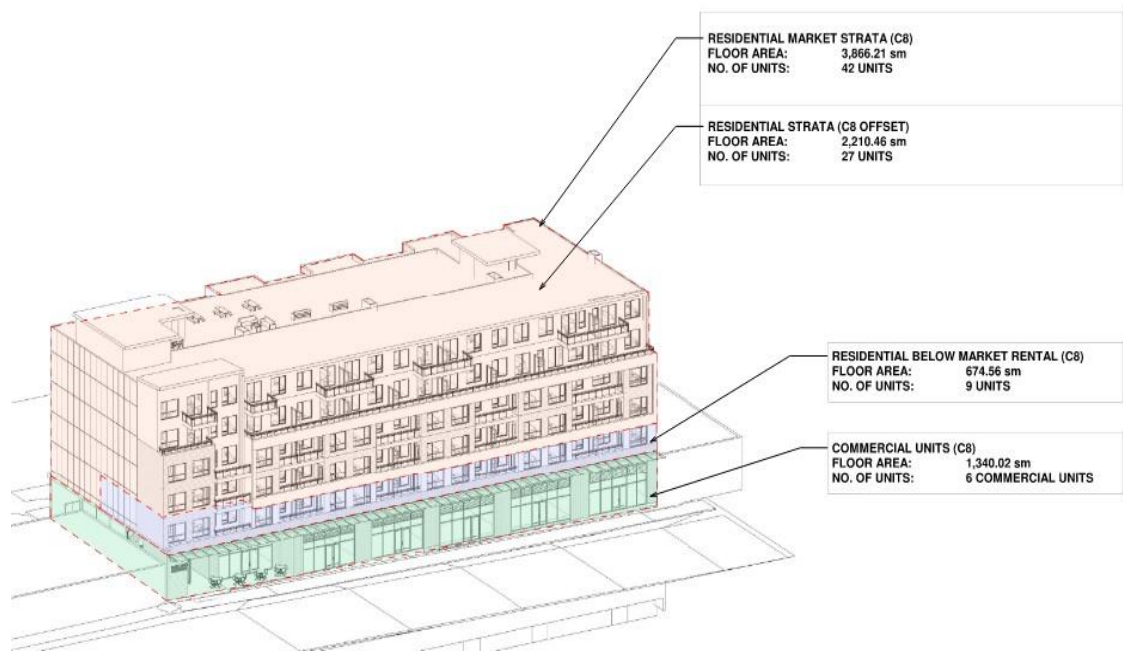 RESIDENTIAL MARKET STRATA (C8)
FLOOR AREA: 3,866.21 sm
NO. OF UNITS: 42 UNITS
RESIDENTIAL STRATA (C8 OFFSET)
FLOOR AREA: 2,210.46 sm
NO. OF UNITS: 27 UNITS
RESIDENTIAL BELOW MARKET RENTAL (C8)
FLOOR AREA: 674.56 sm
NO. OF UNITS: 9 UNITS
COMMERCIAL UNITS (C8)
FLOOR AREA: 1,340.02 sm
NO. OF UNITS: 6 COMMERCIAL UNITS